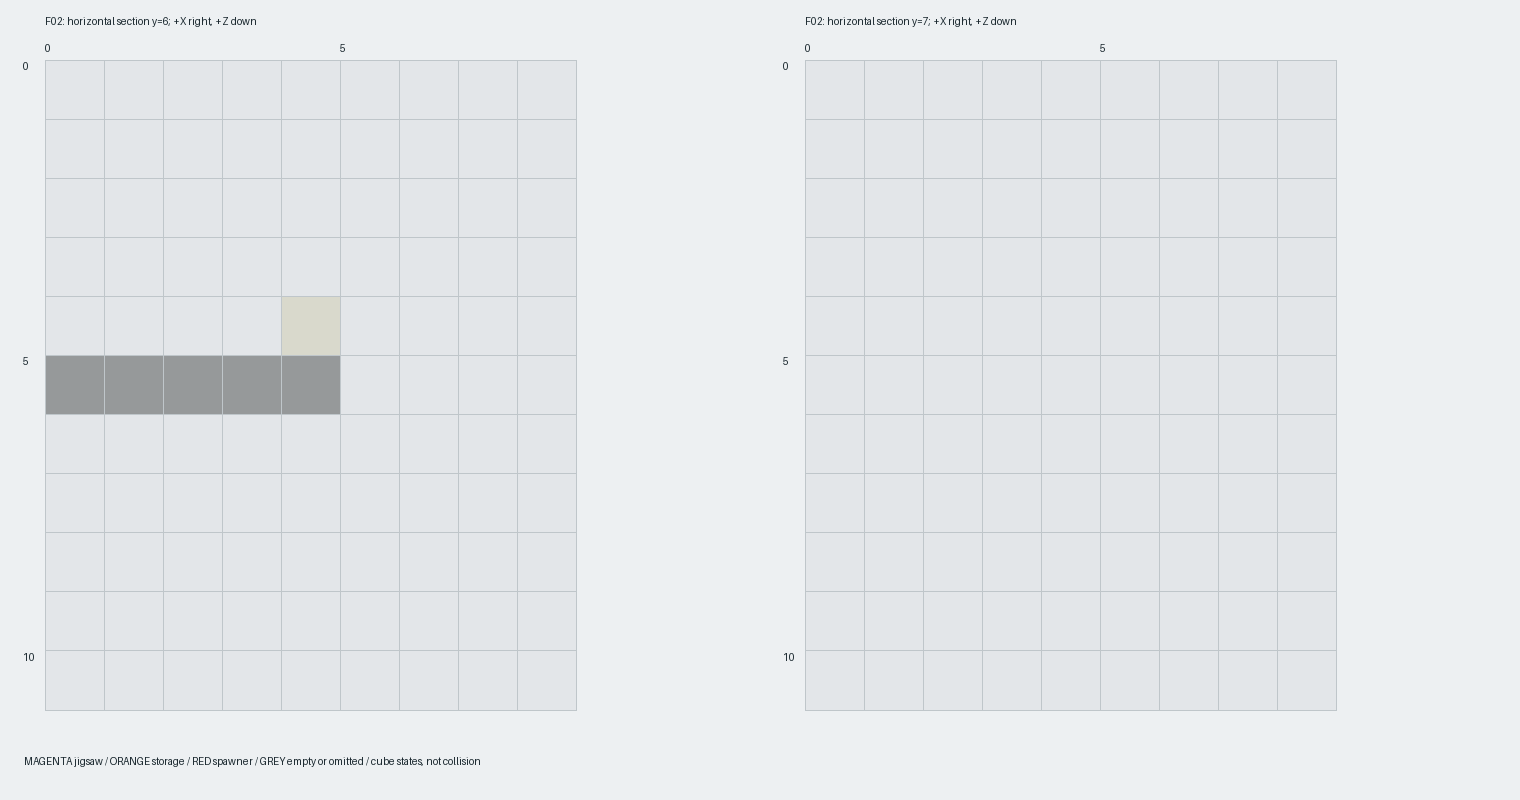 F02: horizontal section y=6; +X right, +Z down
F02: horizontal section y=7; +X right, +Z down
0 5
0 5
0
0
5
5
10
10
MAGENTA jigsaw / ORANGE storage / RED spawner / GREY empty or omitted / cube states, not collision